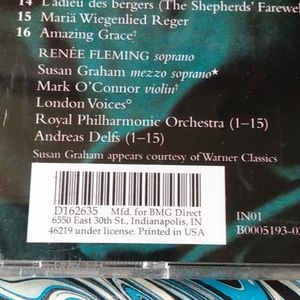 14 L'adieu des bergers (The Shepherds' Farewel
15 Mariä Wiegenlied Reger
16 Amazing Grace†
RENÉE FLEMING soprano
Susan Graham mezzo soprano★
Mark O'Connor violin†
London Voices°
Royal Philharmonic Orchestra (1–15)
Andreas Delfs (1–15)
Susan Graham appears courtesy of Warner Classics
D162635 Mfd. for BMG Direct
6550 East 30th St., Indianapolis, IN
46219 under license. Printed in USA
IN01
B0005193-02